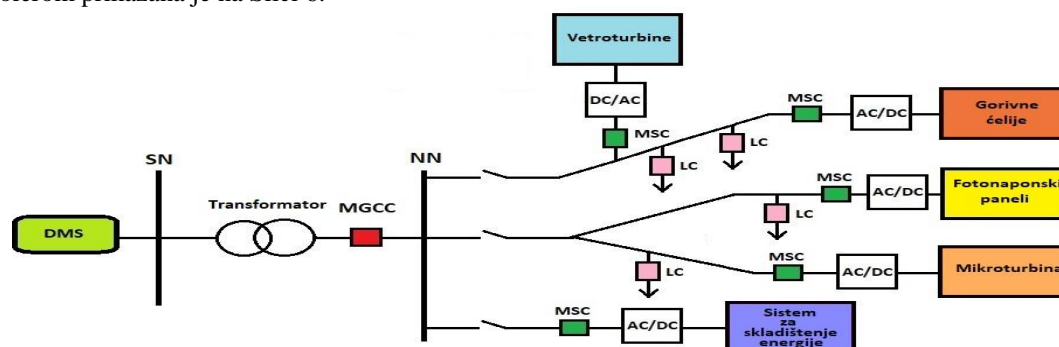 Vetroturbine
DC/AC
MSC
LC
LC
MSC
AC/DC
Gorivne
ćelije
SN
NN
Transformator
MGCC
DMS
MSC
AC/DC
Fotonaponski
paneli
LC
LC
MSC
AC/DC
Mikroturbina
MSC
AC/DC
Sistem
za
skladištenje
energije